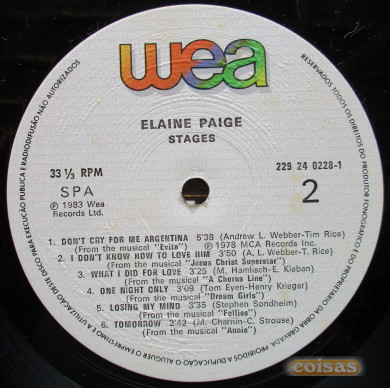 wea
ELAINE PAIGE
STAGES
33 ⅓ RPM
229 24 0228-1
SPA
2
℗ 1983 Wea
Records Ltd.
1. DON'T CRY FOR ME ARGENTINA 5'38 (Andrew L. Webber-Tim Rice)
(From the musical "Evita") ℗ 1978 MCA Records Inc.
2. I DON'T KNOW HOW TO LOVE HIM 3'50 (A. L. Webber-T. Rice)
(From the musical "Jesus Christ Superstar")
3. WHAT I DID FOR LOVE 3'25 (M. Hamlisch-E. Kleban)
(From the musical "A Chorus Line")
4. ONE NIGHT ONLY 3'09 (Tom Eyen-Henry Krieger)
(From the musical "Dream Girls")
5. LOSING MY MIND 3'35 (Stephen Sondheim)
(From the musical "Follies")
6. TOMORROW 2'42 (M. Charnin-C. Strouse)
(From the musical "Annie")
RESERVADOS TODOS OS DIREITOS DO PRODUTOR FONOGRÁFICO E DO PROPRIETÁRIO DA OBRA GRAVADA. PROIBIDOS A DUPLICAÇÃO O ALUGUER O EMPRÉSTIMO E A UTILIZAÇÃO DESTE DISCO PARA EXECUÇÃO PÚBLICA E RADIODIFUSÃO NÃO AUTORIZADOS
coisas